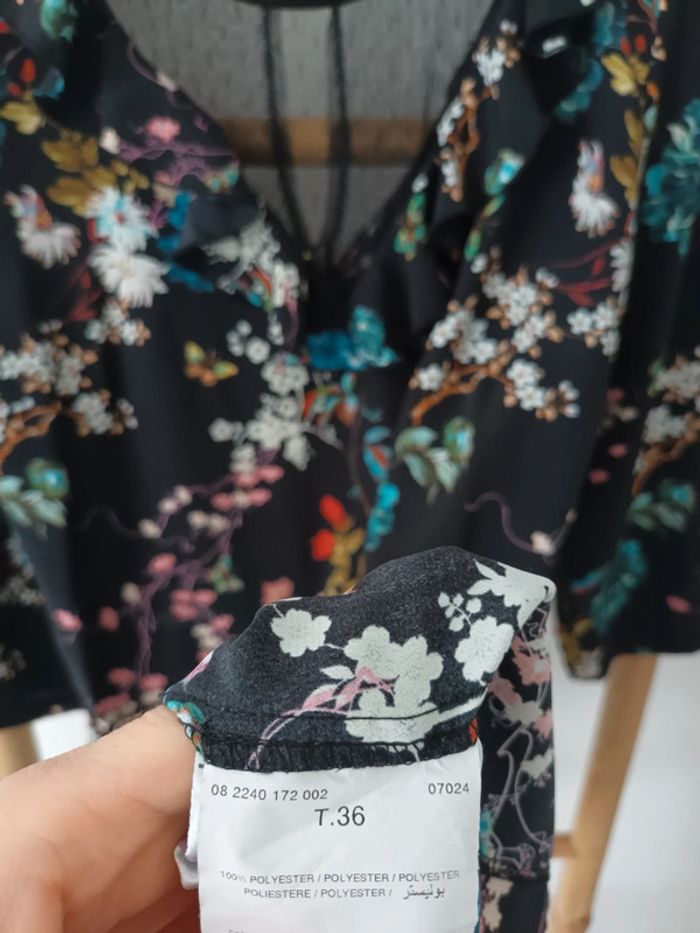 08 2240 172 002 07024
T.36
100% POLYESTER / POLYESTER / POLYESTER
POLIESTERE / POLYESTER / بوليستر